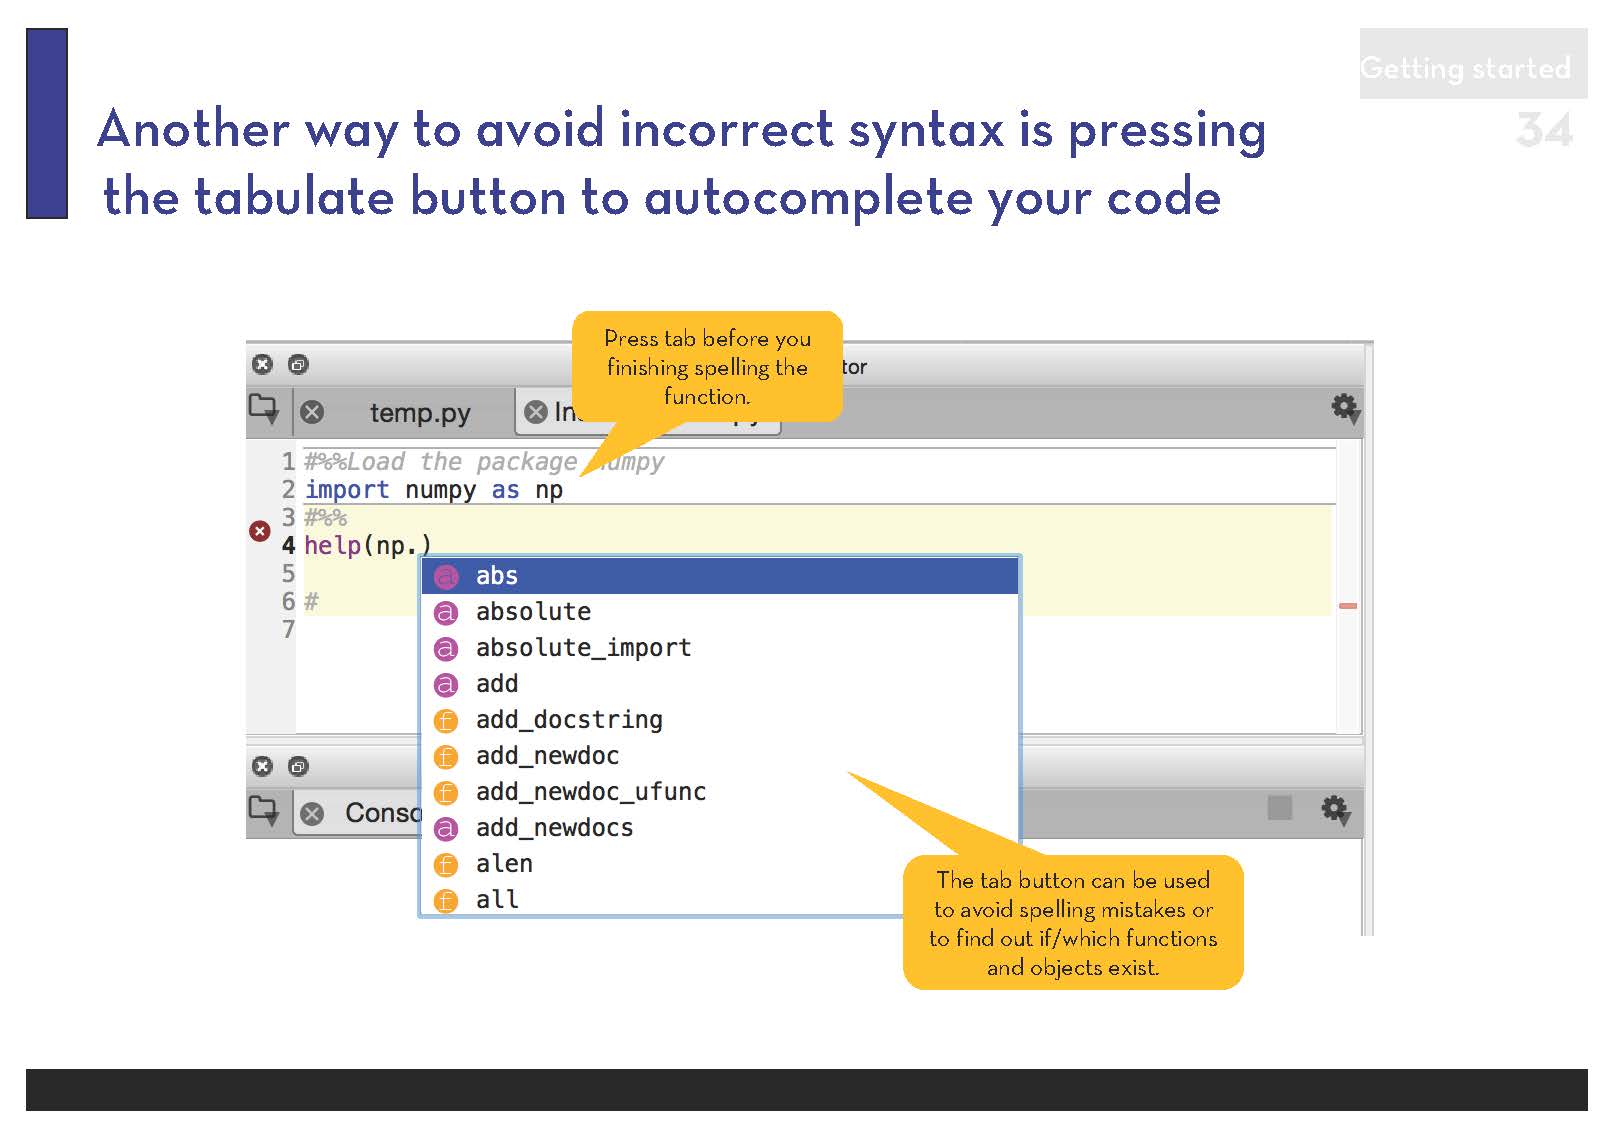 Getting started
34
Another way to avoid incorrect syntax is pressing
the tabulate button to autocomplete your code
Press tab before you
finishing spelling the
function.
tor
temp.py
In
1 #%%Load the package numpy
2 import numpy as np
3 #%%
4 help(np.)
5
6 #
7
a abs
a absolute
a absolute_import
a add
f add_docstring
f add_newdoc
f add_newdoc_ufunc
a add_newdocs
f alen
f all
Conso
The tab button can be used
to avoid spelling mistakes or
to find out if/which functions
and objects exist.